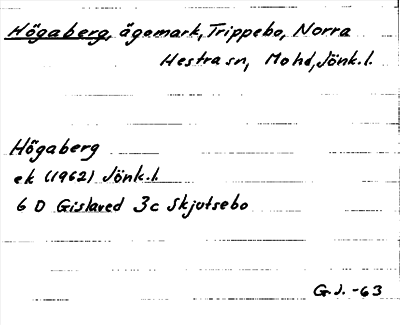 Högaberg, ägomark, Trippebo, Norra
Hestra sn, Mo hd, Jönk.l.
Högaberg
ek (1962) Jönk.l.
6 D Gislaved 3c Skjutsebo
G.J. -63